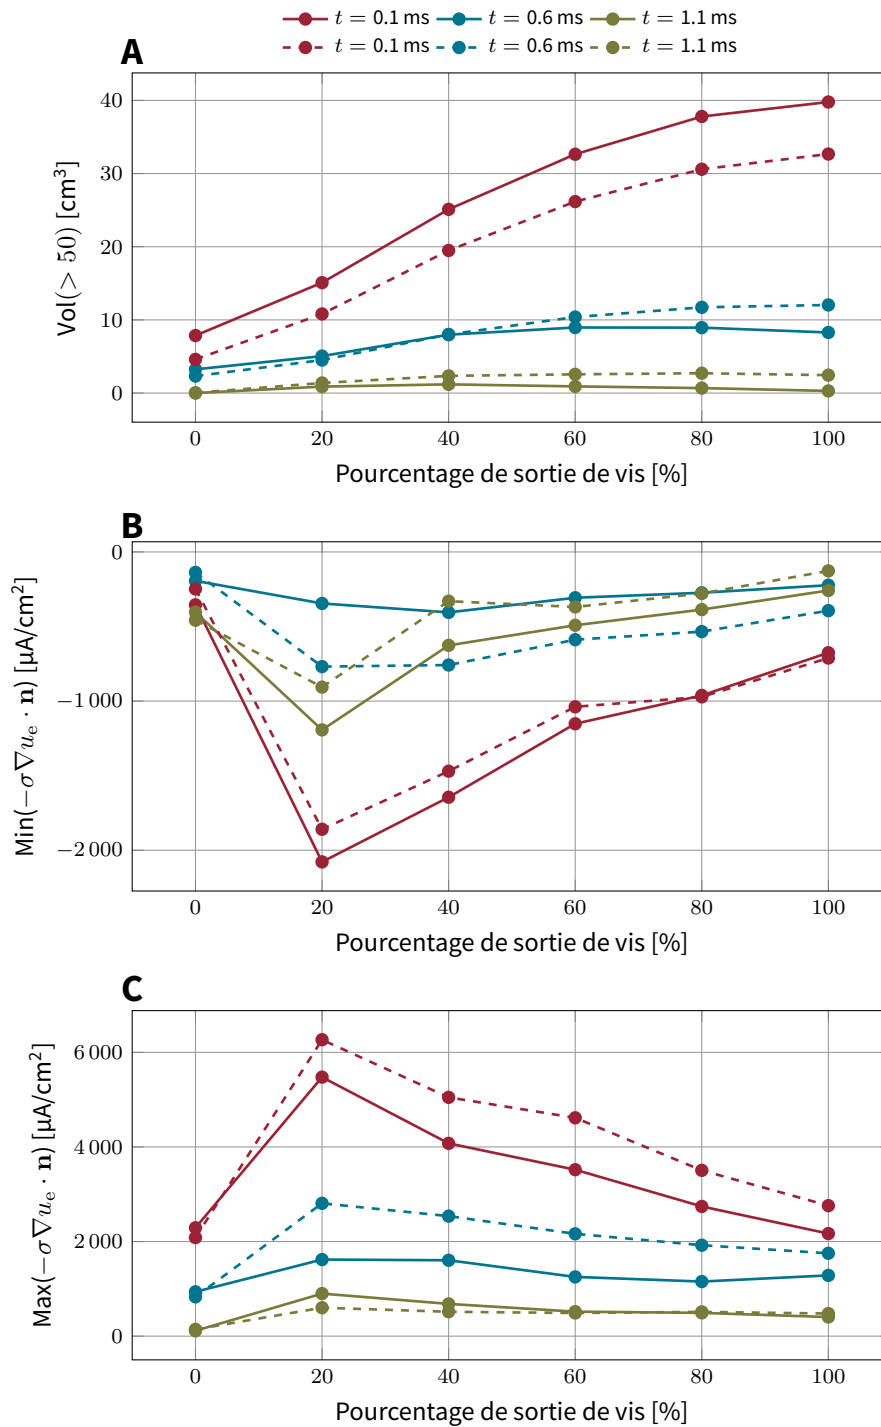 t = 0.1 ms t = 0.6 ms t = 1.1 ms
t = 0.1 ms t = 0.6 ms t = 1.1 ms
A
40
30
20
10
0
Vol(> 50) [cm³]
0 20 40 60 80 100
Pourcentage de sortie de vis [%]
B
0
−1 000
−2 000
Min(−σ∇uₑ · n) [µA/cm²]
0 20 40 60 80 100
Pourcentage de sortie de vis [%]
C
6 000
4 000
2 000
0
Max(−σ∇uₑ · n) [µA/cm²]
0 20 40 60 80 100
Pourcentage de sortie de vis [%]